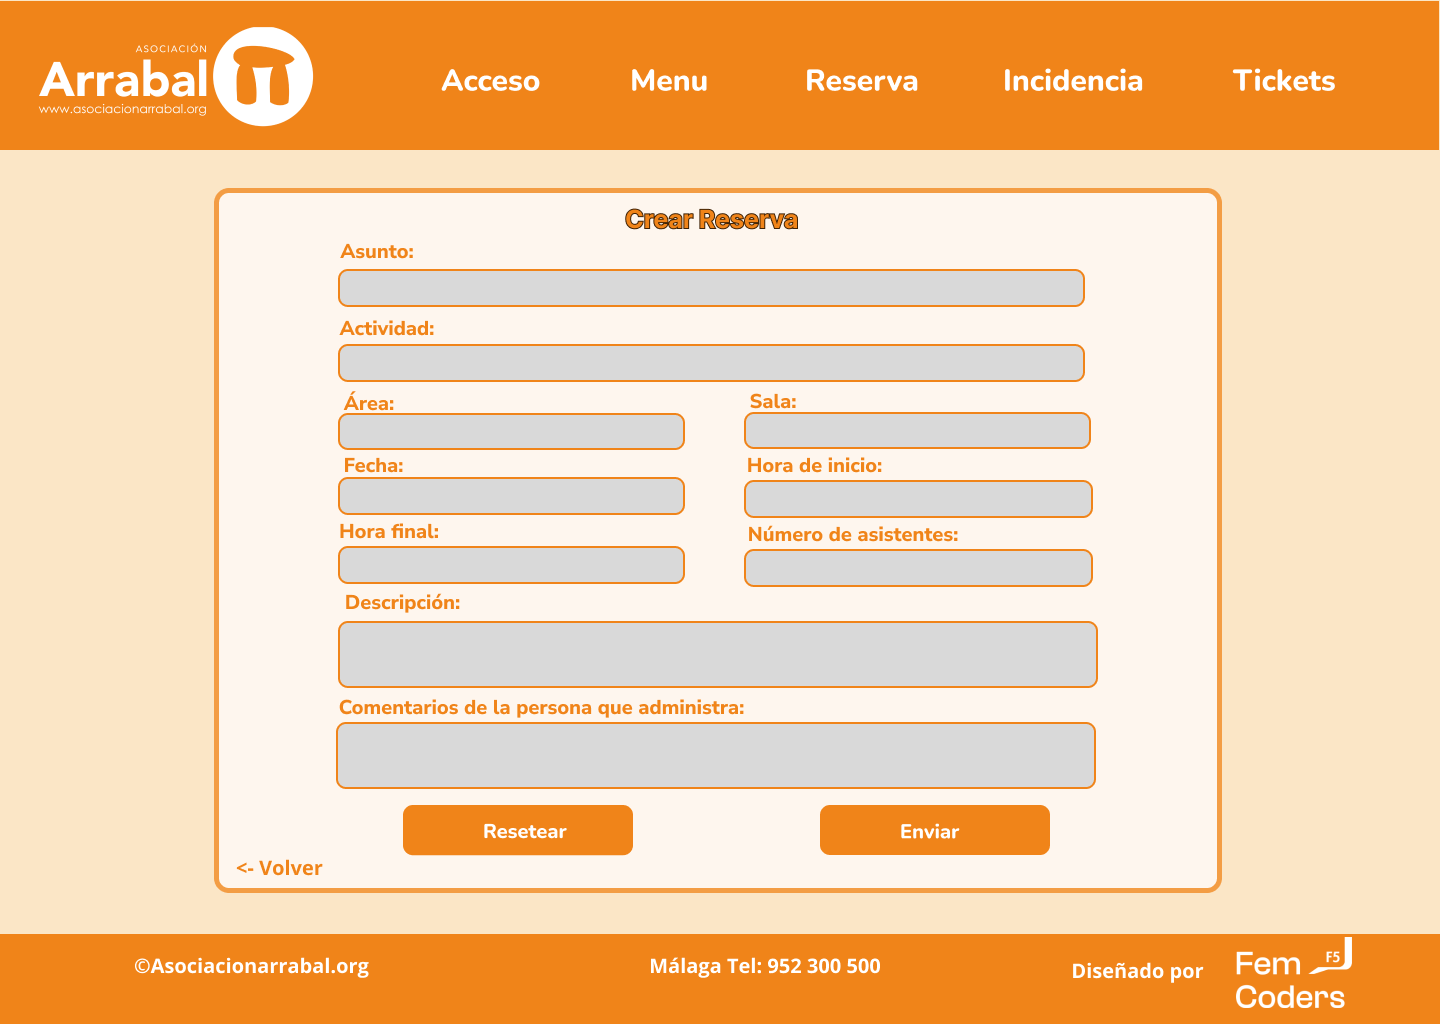 ASOCIACIÓN
Arrabal
www.asociacionarrabal.org
Acceso Menu Reserva Incidencia Tickets
Crear Reserva
Asunto:
Actividad:
Área: Sala:
Fecha: Hora de inicio:
Hora final: Número de asistentes:
Descripción:
Comentarios de la persona que administra:
Resetear Enviar
<- Volver
©Asociacionarrabal.org Málaga Tel: 952 300 500 Diseñado por
Fem F5
Coders